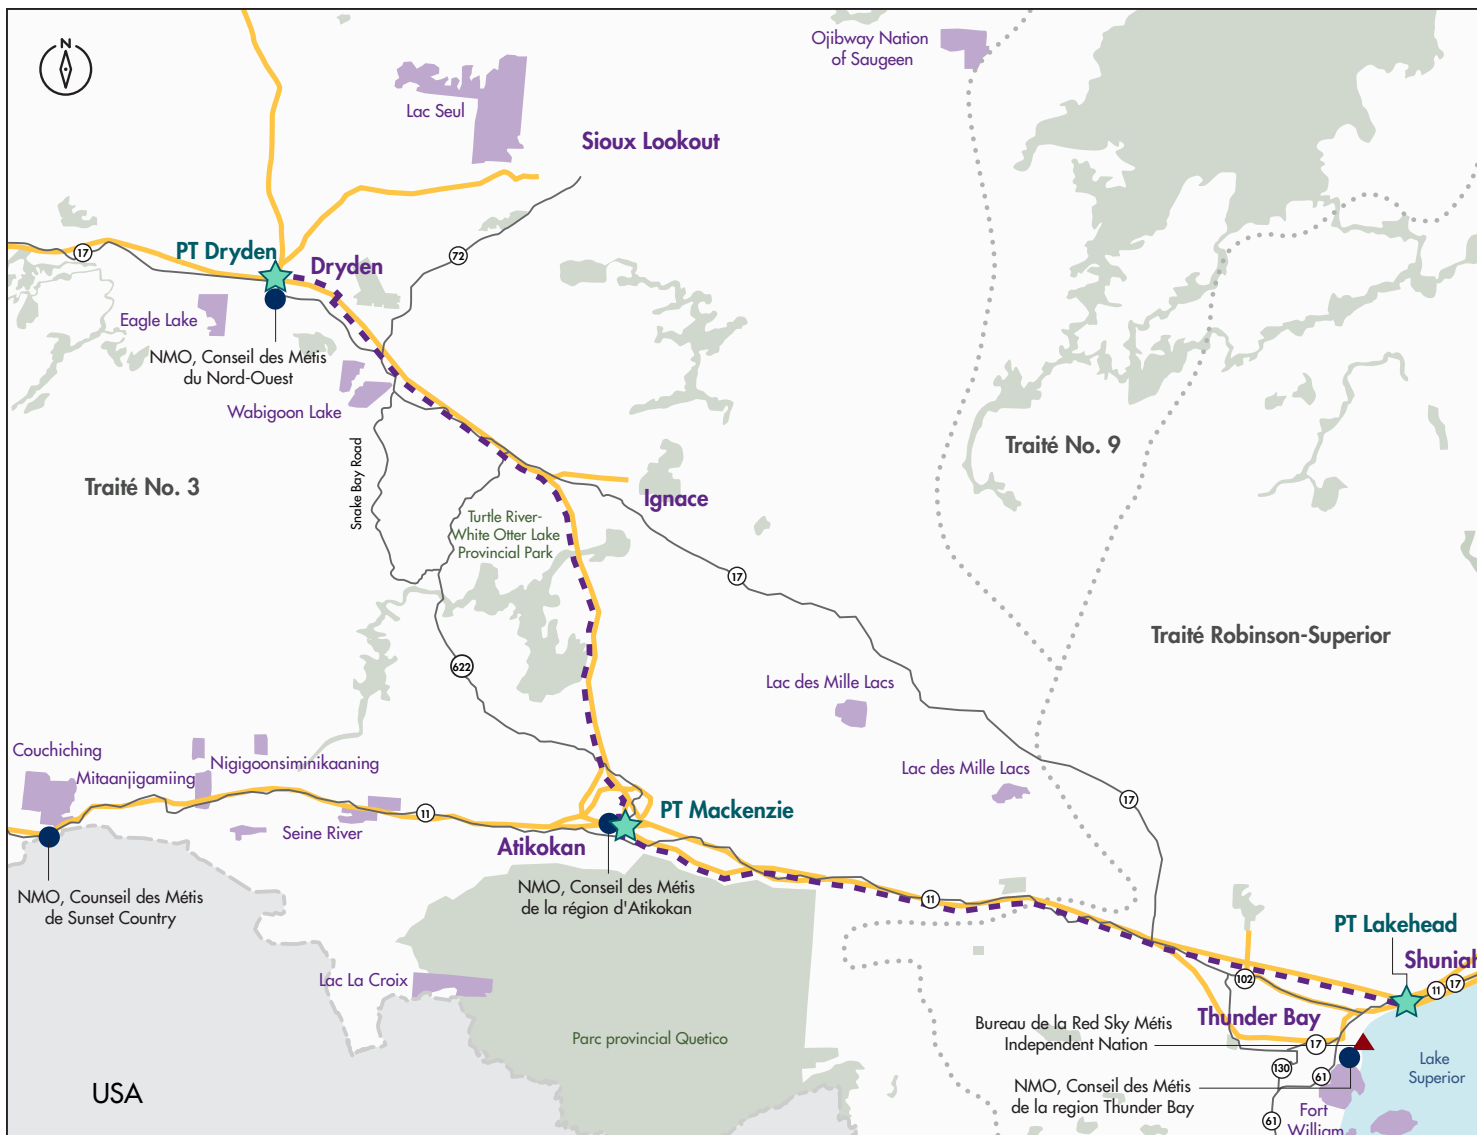 N
Ojibway Nation
of Saugeen
Lac Seul
Sioux Lookout
PT Dryden
17
Dryden
72
Eagle Lake
NMO, Conseil des Métis
du Nord-Ouest
Wabigoon Lake
Snake Bay Road
Traité No. 3
Traité No. 9
Ignace
Turtle River-
White Otter Lake
Provincial Park
17
Traité Robinson-Superior
622
Lac des Mille Lacs
Couchiching
Nigigoonsiminikaaning
Mitaanjigamiing
Lac des Mille Lacs
17
PT Mackenzie
11
Seine River
Atikokan
NMO, Counseil des Métis
de Sunset Country
NMO, Conseil des Métis
de la région d'Atikokan
11
PT Lakehead
Shuniah
102
11
17
Lac La Croix
Thunder Bay
Bureau de la Red Sky Métis
Independent Nation
Parc provincial Quetico
17
Lake
Superior
130
61
USA
NMO, Conseil des Métis
de la region Thunder Bay
61
Fort
William